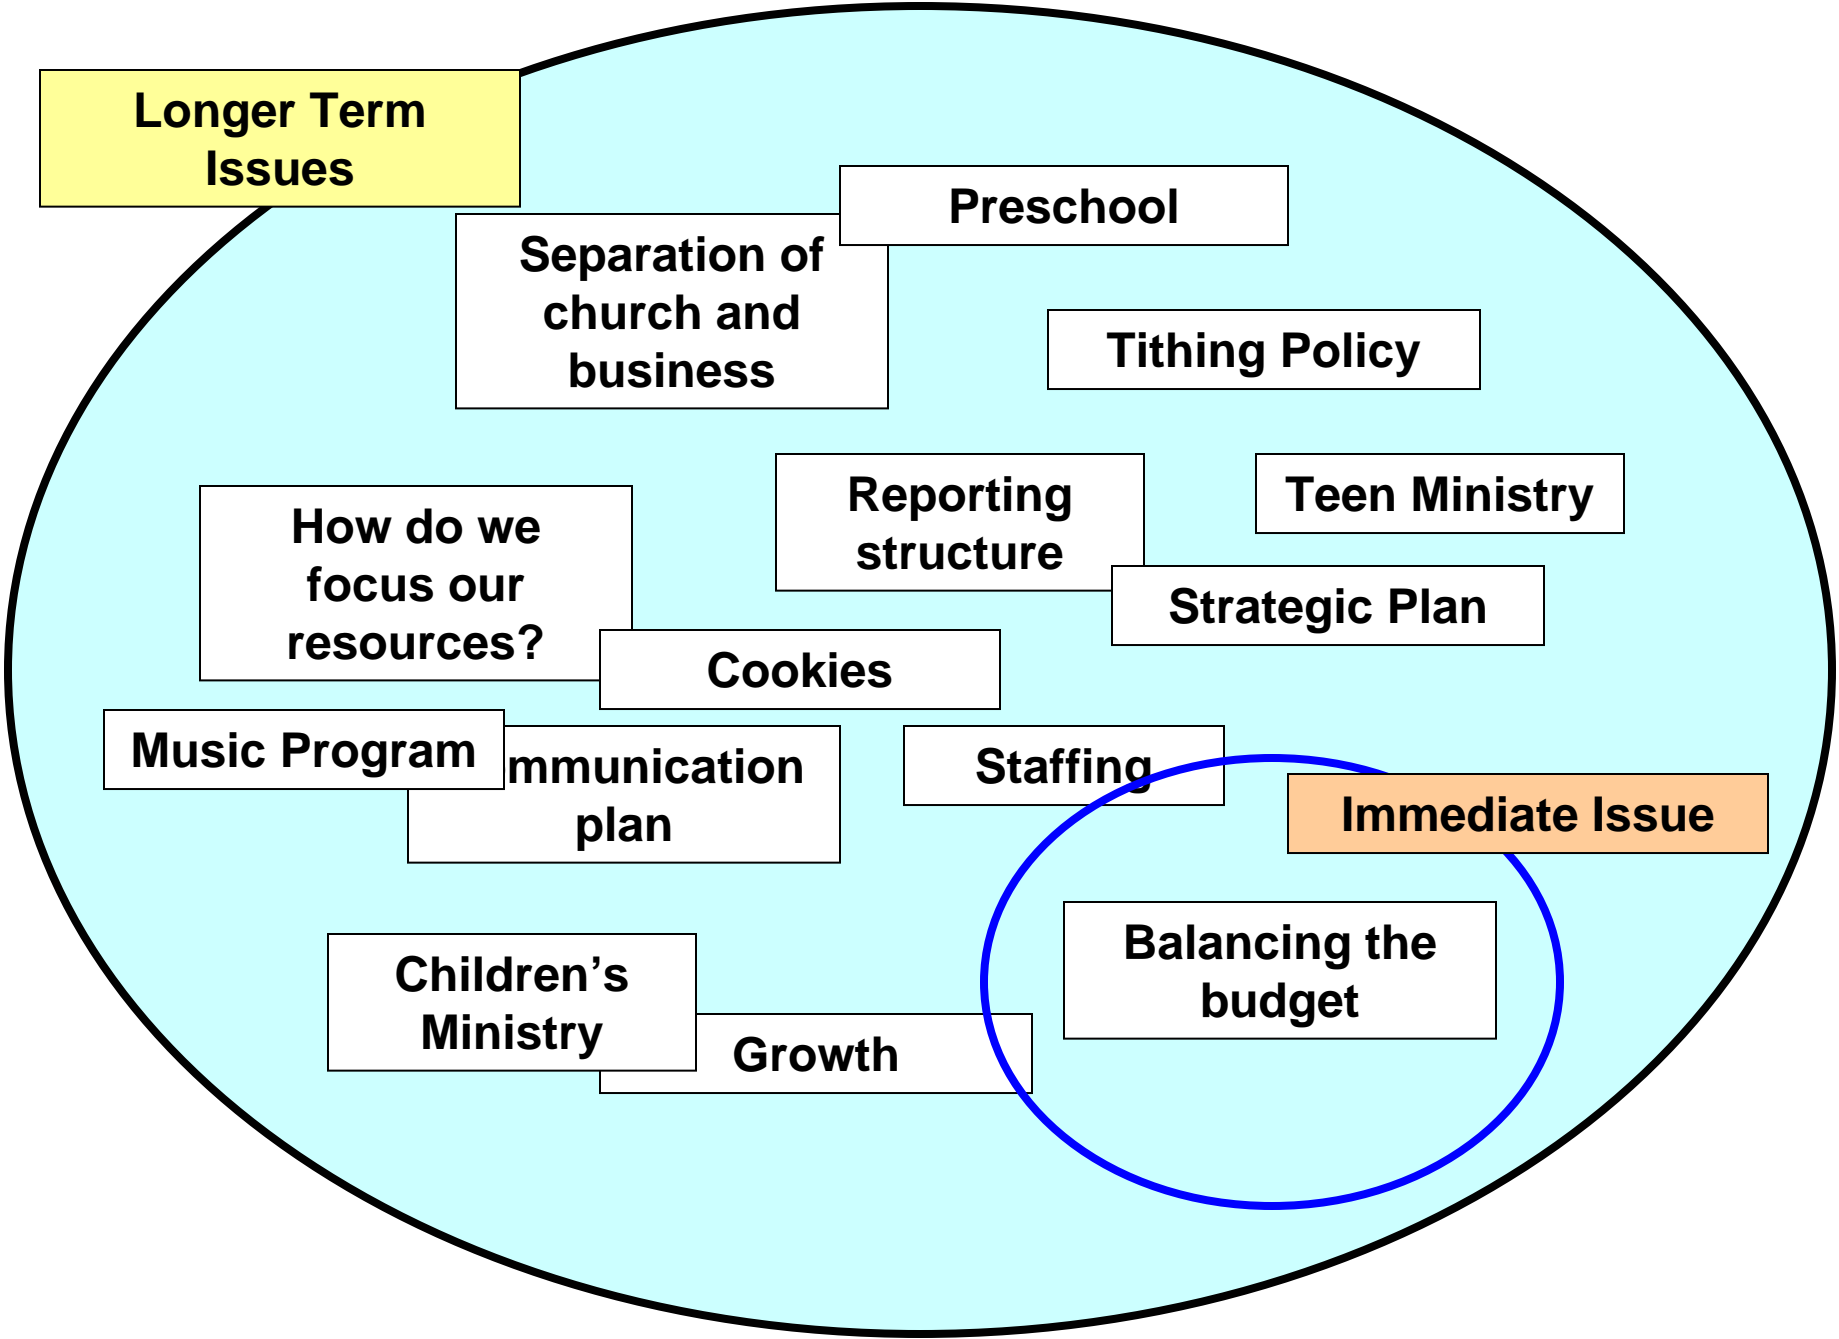 Longer Term
Issues
Preschool
Separation of
church and
business
Tithing Policy
Reporting
structure
Teen Ministry
How do we
focus our
resources?
Strategic Plan
Cookies
Music Program
plan
Staffing
Immediate Issue
Balancing the
budget
Children’s
Ministry
Growth